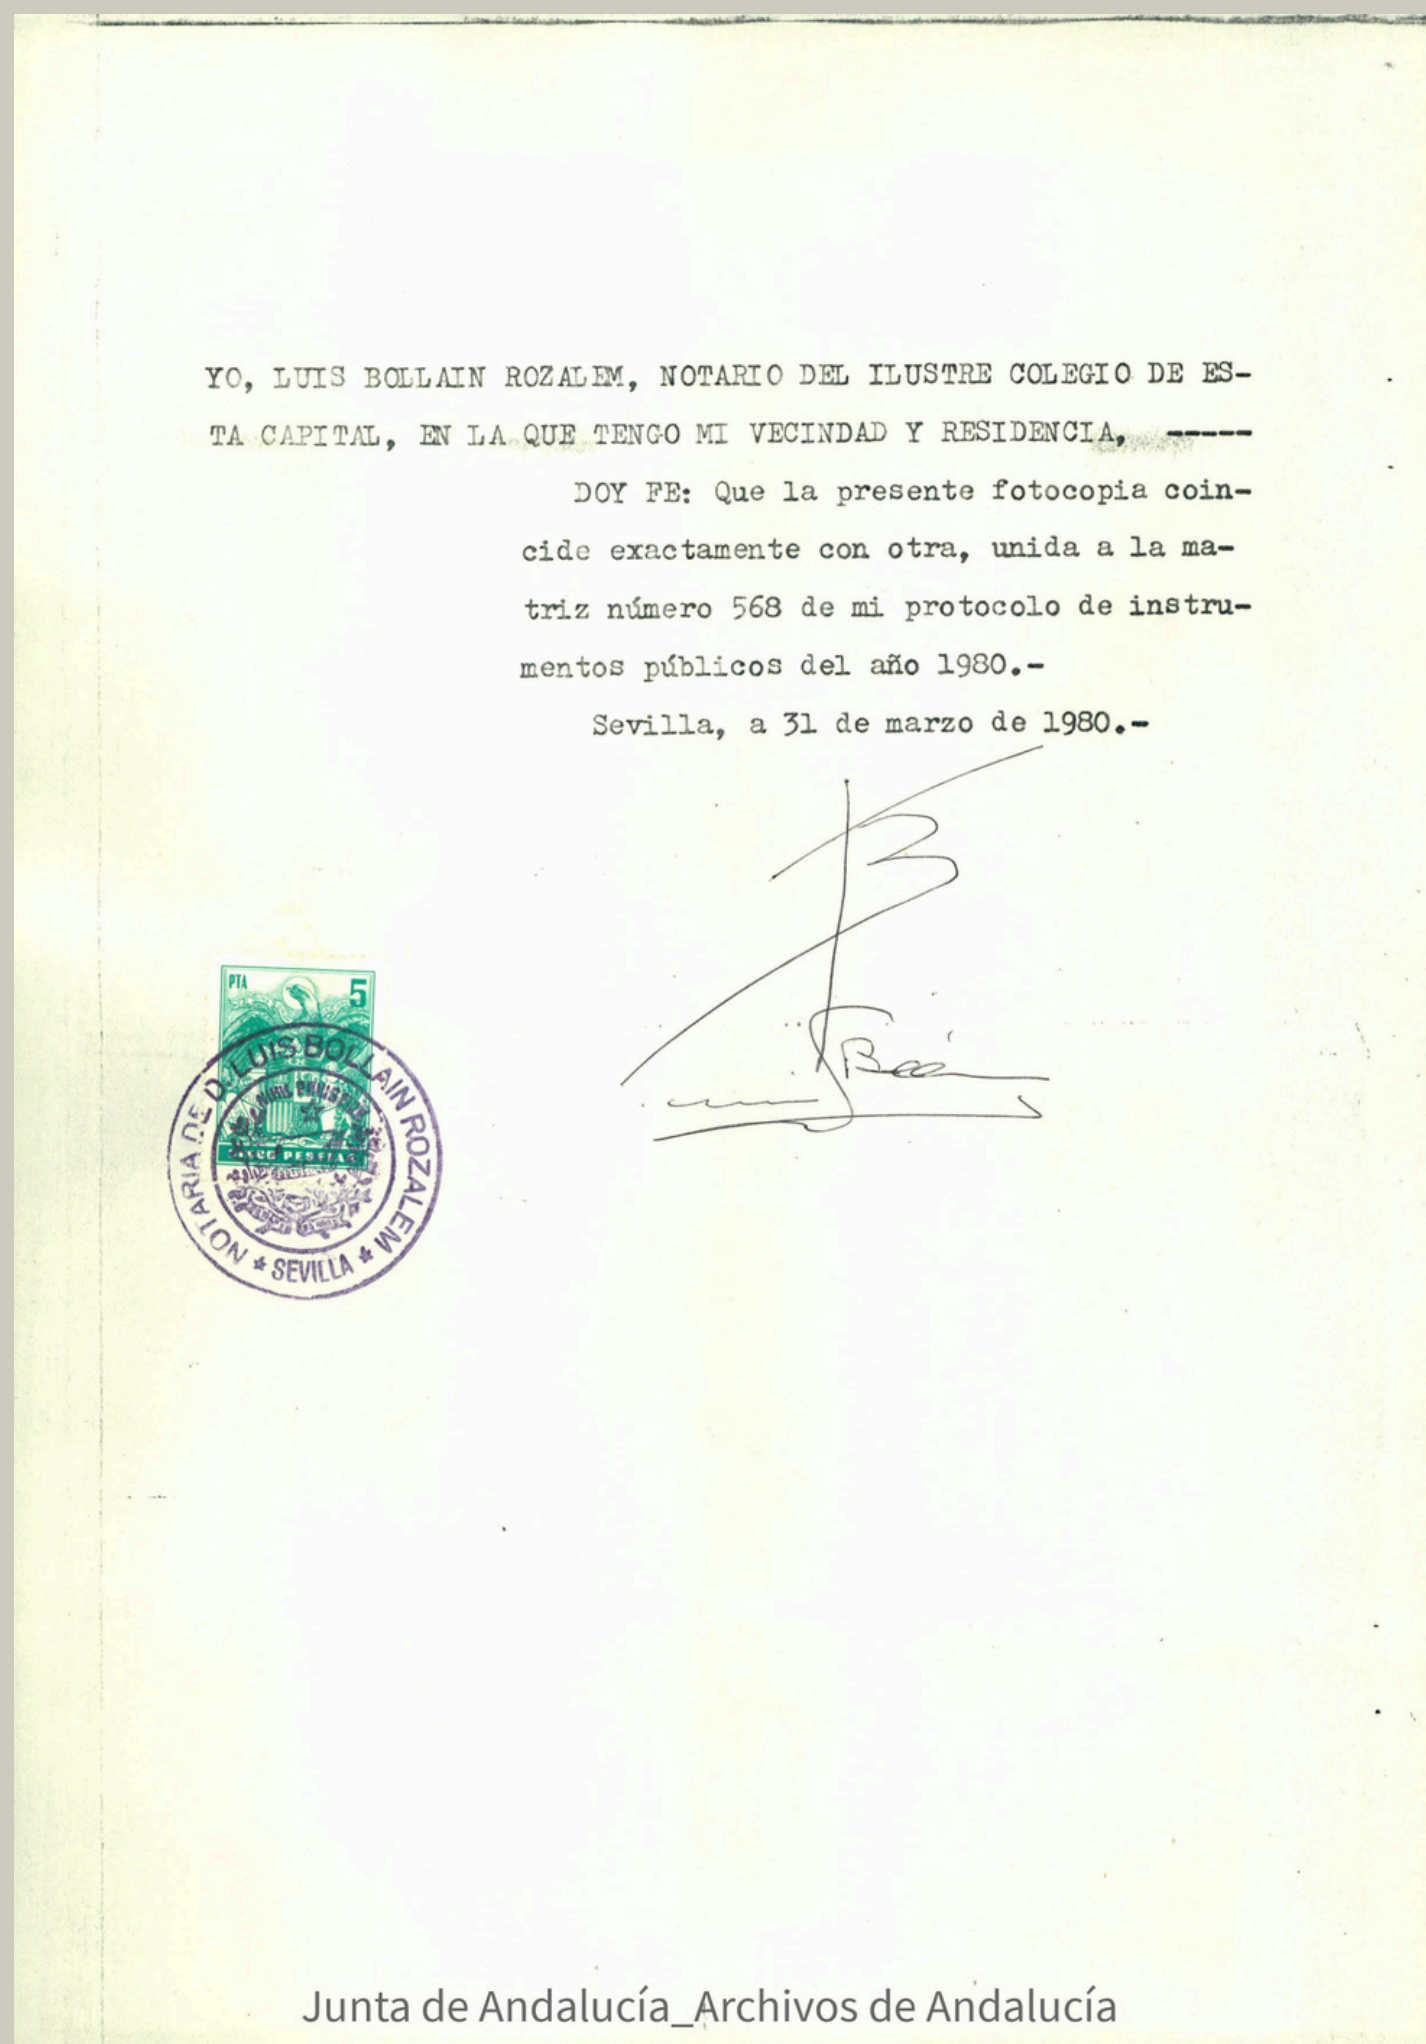 YO, LUIS BOLLAIN ROZALEM, NOTARIO DEL ILUSTRE COLEGIO DE ES-
TA CAPITAL, EN LA QUE TENGO MI VECINDAD Y RESIDENCIA, -----
DOY FE: Que la presente fotocopia coin-
cide exactamente con otra, unida a la ma-
triz número 568 de mi protocolo de instru-
mentos públicos del año 1980.-
Sevilla, a 31 de marzo de 1980.-
PTA 5
NOTARIA DE D. LUIS BOLLAIN ROZALEM
* SEVILLA *
Junta de Andalucía_Archivos de Andalucía